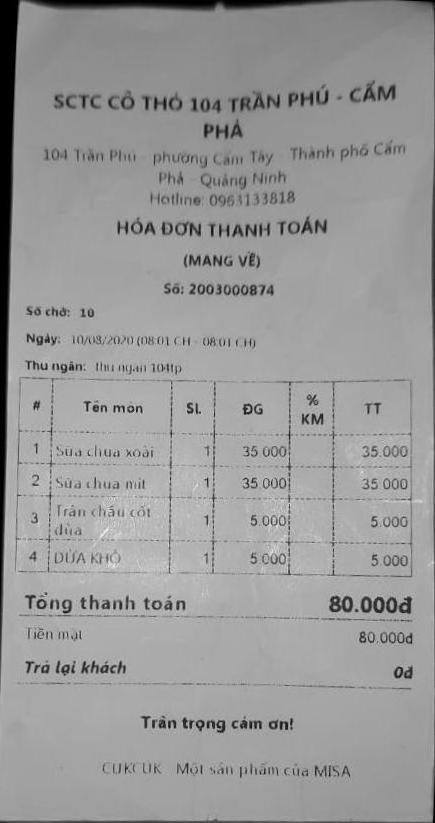 SCTC CÔ THỎ 104 TRẦN PHÚ - CẨM
PHẢ
104 Trần Phú - phường Cẩm Tây - Thành phố Cẩm
Phả - Quảng Ninh
Hotline: 0963133818
HÓA ĐƠN THANH TOÁN
(MANG VỀ)
Số: 2003000874
Số chờ: 10
Ngày: 10/08/2020 (08:01 CH - 08:01 CH)
Thu ngân: thu ngan 104tp
# Tên món SL ĐG % KM TT
1 Sữa chua xoài 1 35.000 35.000
2 Sữa chua mít 1 35.000 35.000
3 Trân châu cốt dừa 1 5.000 5.000
4 DỪA KHÔ 1 5.000 5.000
Tổng thanh toán 80.000đ
Tiền mặt 80.000đ
Trả lại khách 0đ
Trân trọng cảm ơn!
CUKCUK - Một sản phẩm của MISA